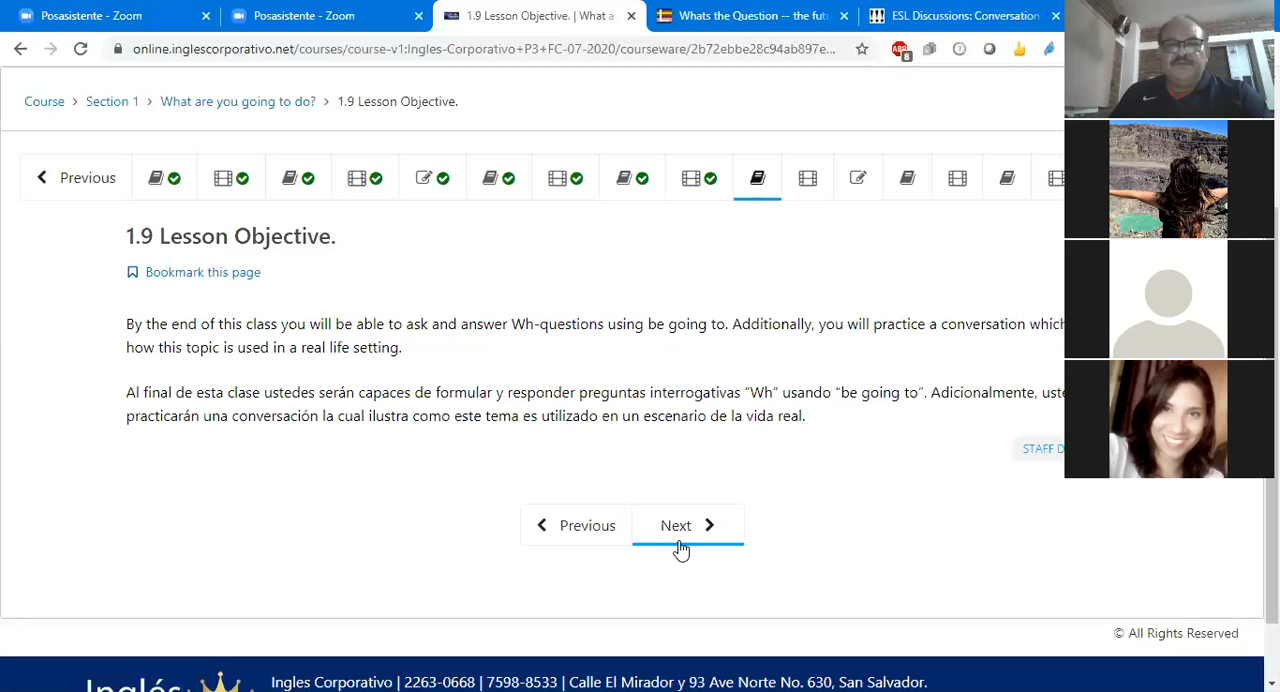 Posasistente - Zoom
Posasistente - Zoom
1.9 Lesson Objective. | What a
Whats the Question -- the futu
ESL Discussions: Conversation
online.inglescorporativo.net/courses/course-v1:Ingles-Corporativo+P3+FC-07-2020/courseware/2b72ebbe28c94ab897e...
ABP
8
Course > Section 1 > What are you going to do? > 1.9 Lesson Objective.
Previous
1.9 Lesson Objective.
Bookmark this page
By the end of this class you will be able to ask and answer Wh-questions using be going to. Additionally, you will practice a conversation which
how this topic is used in a real life setting.
Al final de esta clase ustedes serán capaces de formular y responder preguntas interrogativas “Wh” usando “be going to”. Adicionalmente, uste
practicarán una conversación la cual ilustra como este tema es utilizado en un escenario de la vida real.
STAFF D
Previous
Next
© All Rights Reserved
Inglés
Ingles Corporativo | 2263-0668 | 7598-8533 | Calle El Mirador y 93 Ave Norte No. 630, San Salvador.